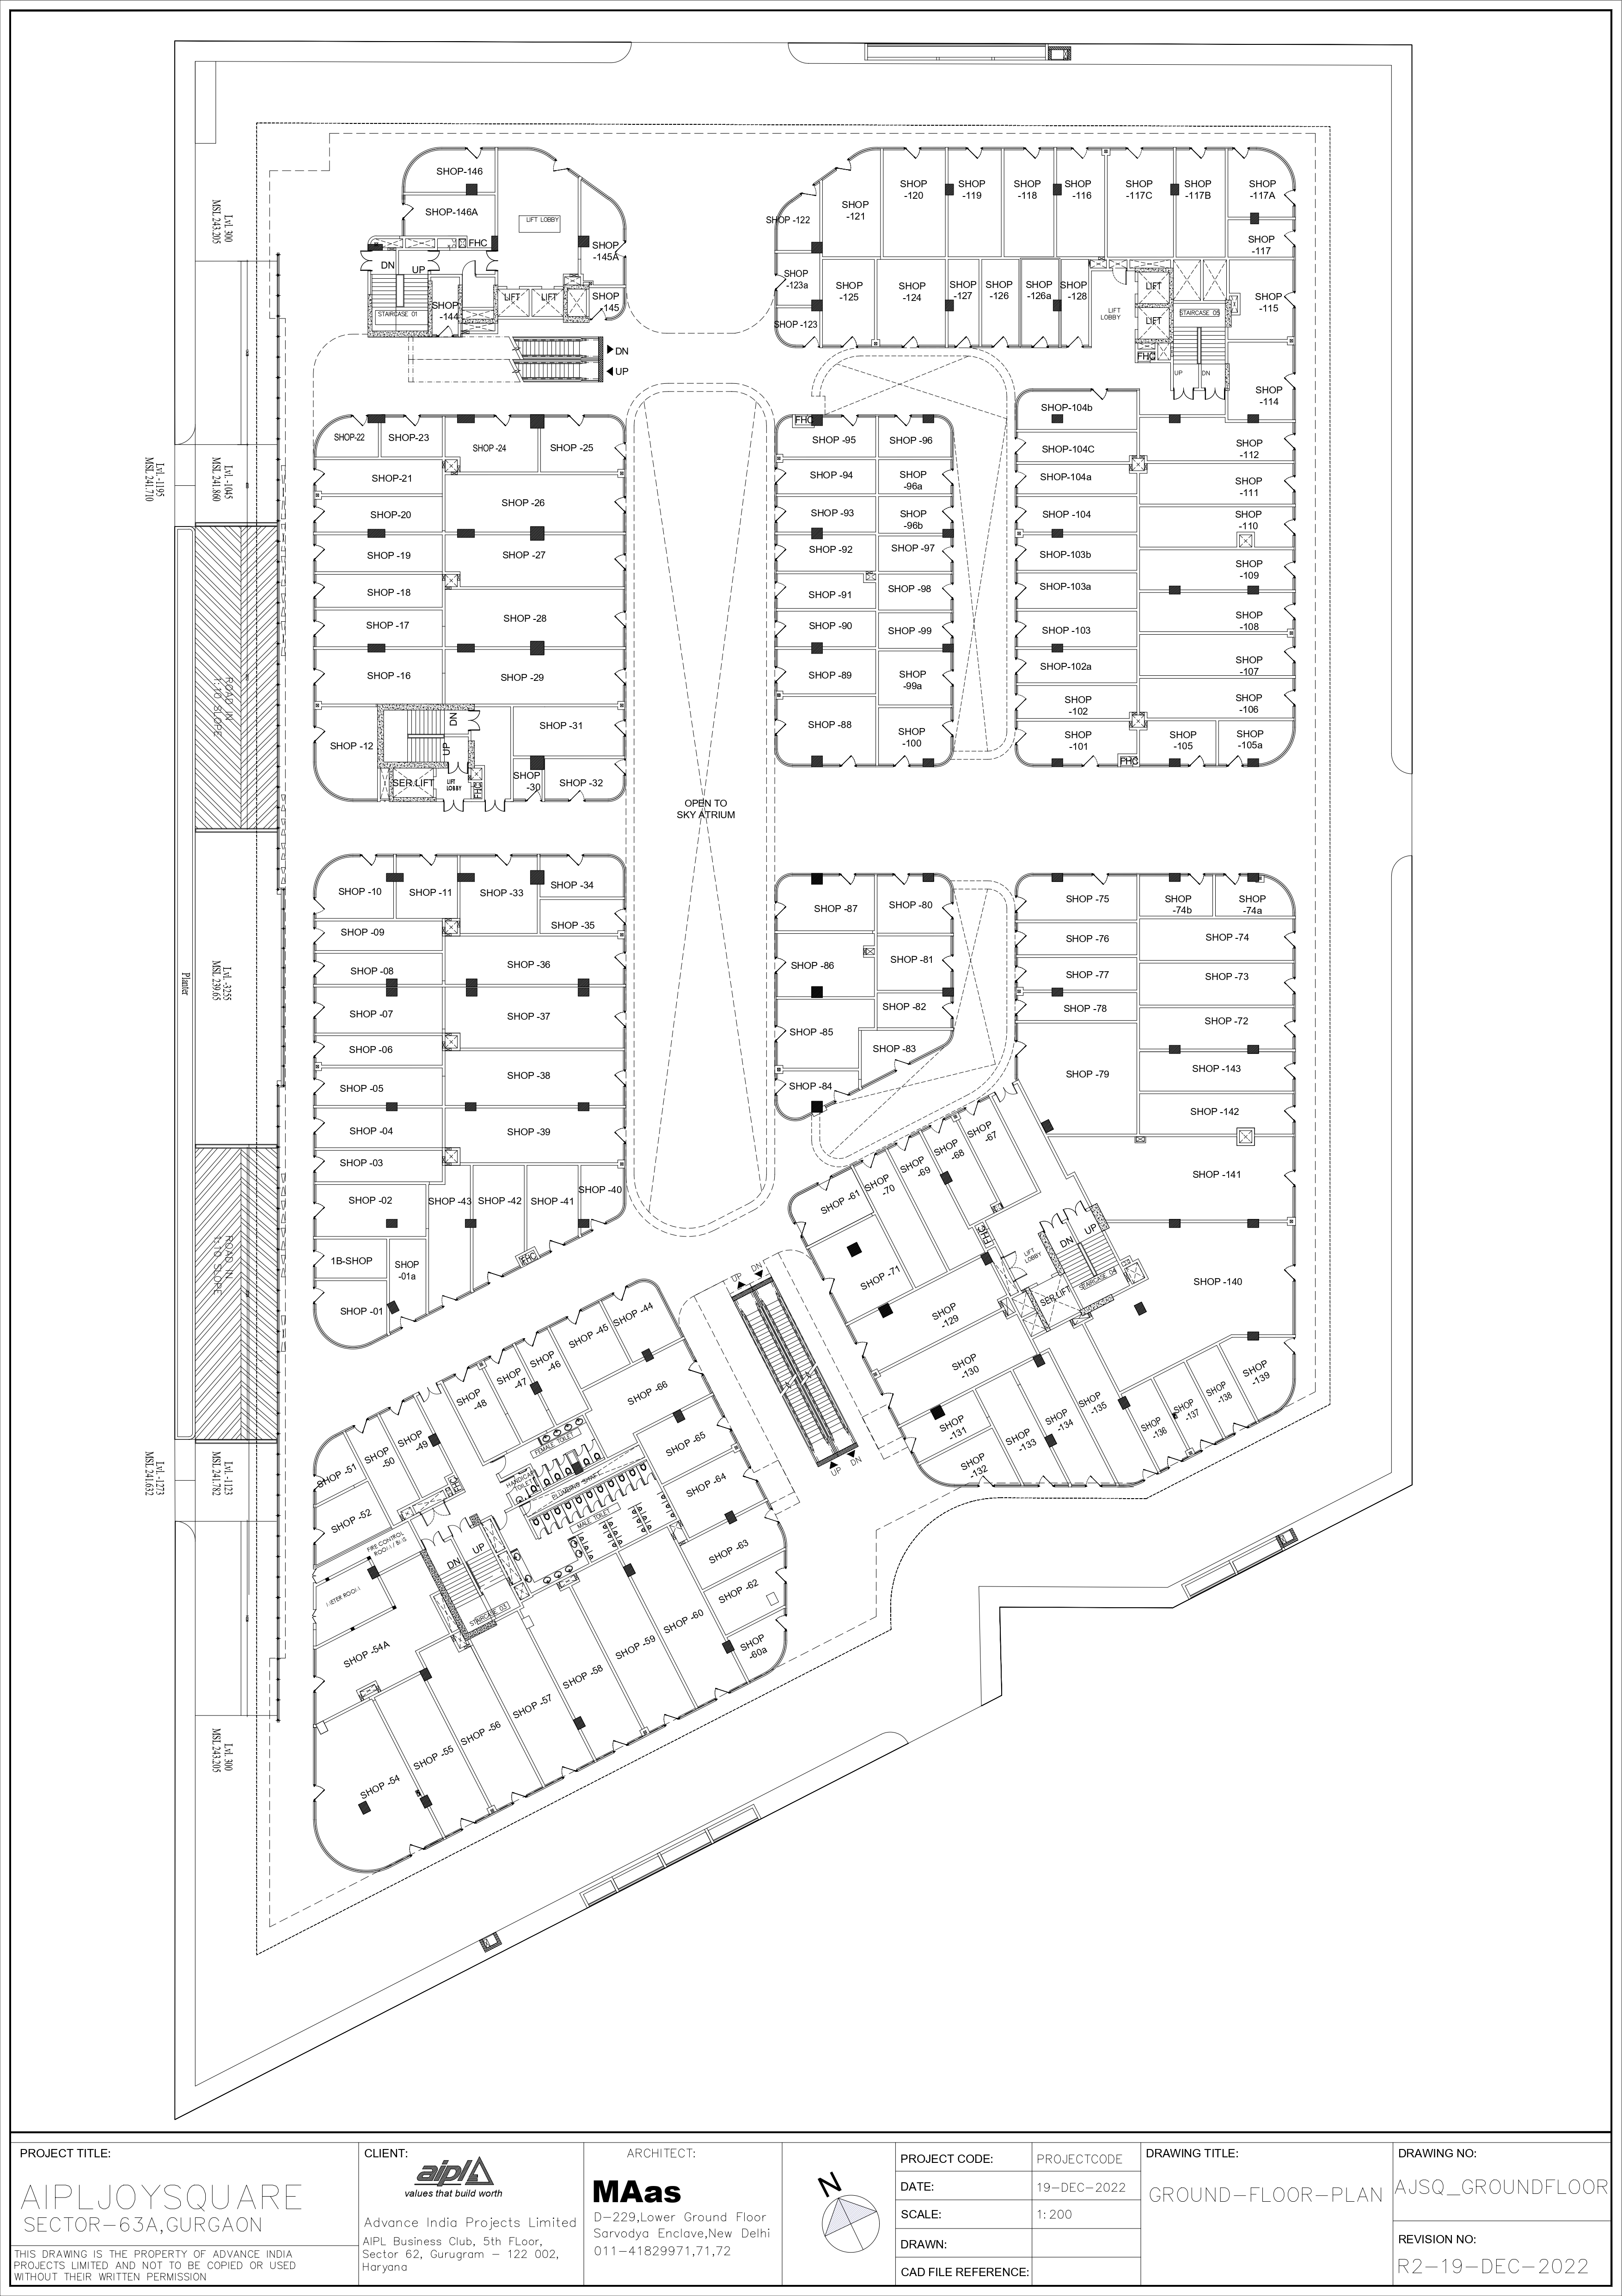 SHOP-146
SHOP-146A
LIFT LOBBY
FHC
SHOP
-145A
DN
UP
SHOP
-144
LIFT
LIFT
SHOP
-145
STAIRCASE 01
DN
UP
SHOP -122
SHOP
-121
SHOP
-120
SHOP
-119
SHOP
-118
SHOP
-116
SHOP
-117C
SHOP
-117B
SHOP
-117A
SHOP
-117
SHOP
-123a
SHOP
-125
SHOP
-124
SHOP
-127
SHOP
-126
SHOP
-126a
SHOP
-128
SHOP -123
LIFT
LOBBY
LIFT
LIFT
FHC
STAIRCASE 05
UP
DN
SHOP
-115
SHOP
-114
Lvl. 300
MSL 243.205
Lvl. -1195
MSL 241.710
Lvl. -1045
MSL 241.860
ROAD IN
1:10 SLOPE
Planter
Lvl. -3255
MSL 239.65
ROAD IN
1:10 SLOPE
Lvl. -1273
MSL 241.632
Lvl. -1123
MSL 241.782
Lvl. 300
MSL 243.205
SHOP-22
SHOP-23
SHOP-24
SHOP -25
SHOP-21
SHOP -26
SHOP-20
SHOP -19
SHOP -27
SHOP -18
SHOP -28
SHOP -17
SHOP -16
SHOP -29
SHOP -12
DN
UP
SER.LIFT
LIFT
LOBBY
FHC
SHOP -31
SHOP
-30
SHOP -32
OPEN TO
SKY ATRIUM
FHC
SHOP -95
SHOP -96
SHOP -94
SHOP
-96a
SHOP -93
SHOP
-96b
SHOP -92
SHOP -97
SHOP -91
SHOP -98
SHOP -90
SHOP -99
SHOP -89
SHOP
-99a
SHOP -88
SHOP
-100
SHOP-104b
SHOP -104C
SHOP
-112
SHOP-104a
SHOP
-111
SHOP -104
SHOP
-110
SHOP-103b
SHOP
-109
SHOP-103a
SHOP
-108
SHOP -103
SHOP-102a
SHOP
-107
SHOP
-102
SHOP
-106
SHOP
-101
FHC
SHOP
-105
SHOP
-105a
SHOP -10
SHOP -11
SHOP -33
SHOP -34
SHOP -35
SHOP -09
SHOP -08
SHOP -36
SHOP -07
SHOP -37
SHOP -06
SHOP -05
SHOP -38
SHOP -04
SHOP -39
SHOP -03
SHOP -02
SHOP -43
SHOP -42
SHOP -41
SHOP -40
1B-SHOP
SHOP
-01a
FHC
SHOP -01
SHOP -87
SHOP -80
SHOP -86
SHOP -81
SHOP -85
SHOP -82
SHOP -83
SHOP -84
SHOP -75
SHOP
-74b
SHOP
-74a
SHOP -76
SHOP -74
SHOP -77
SHOP -73
SHOP -78
SHOP -72
SHOP -79
SHOP -143
SHOP -142
SHOP -141
SHOP -140
SHOP -61
SHOP
-70
SHOP
-69
SHOP
-68
SHOP
-67
SHOP -71
FHC
LIFT
LOBBY
DN
UP
STAIRCASE 04
SER.LIFT
SHOP
-129
SHOP
-130
SHOP
-131
SHOP
-132
SHOP
-133
SHOP
-134
SHOP
-135
SHOP
-136
SHOP
-137
SHOP
-138
SHOP
-139
UP
DN
UP
DN
SHOP -44
SHOP -45
SHOP
-46
SHOP
-47
SHOP
-48
SHOP
-49
SHOP
-50
SHOP -51
SHOP -52
SHOP -66
SHOP -65
SHOP -64
SHOP -63
SHOP -62
SHOP
-60a
FEMALE TOILET
HANDICAP
TOILET
PLUMBING SHAFT
MALE TOILET
FIRE CONTROL
ROOM / BMS
METER ROOM
DN
UP
STAIRCASE 03
SHOP -54A
SHOP -54
SHOP -55
SHOP -56
SHOP -57
SHOP -58
SHOP -59
SHOP -60
PROJECT TITLE:
AIPLJOYSQUARE
SECTOR-63A,GURGAON
THIS DRAWING IS THE PROPERTY OF ADVANCE INDIA
PROJECTS LIMITED AND NOT TO BE COPIED OR USED
WITHOUT THEIR WRITTEN PERMISSION
CLIENT:
aipl
values that build worth
Advance India Projects Limited
AIPL Business Club, 5th FLoor,
Sector 62, Gurugram - 122 002,
Haryana
ARCHITECT:
MAas
D-229,Lower Ground Floor
Sarvodya Enclave,New Delhi
011-41829971,71,72
N
PROJECT CODE:
PROJECTCODE
DATE:
19-DEC-2022
SCALE:
1:200
DRAWN:
CAD FILE REFERENCE:
DRAWING TITLE:
GROUND-FLOOR-PLAN
DRAWING NO:
AJSQ_GROUNDFLOOR
REVISION NO:
R2-19-DEC-2022